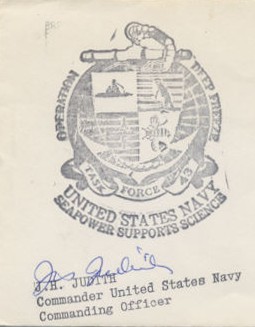 OPERATION DEEP FREEZE
TASK FORCE 43
UNITED STATES NAVY
SEAPOWER SUPPORTS SCIENCE
J.H. JUDITH
Commander United States Navy
Commanding Officer